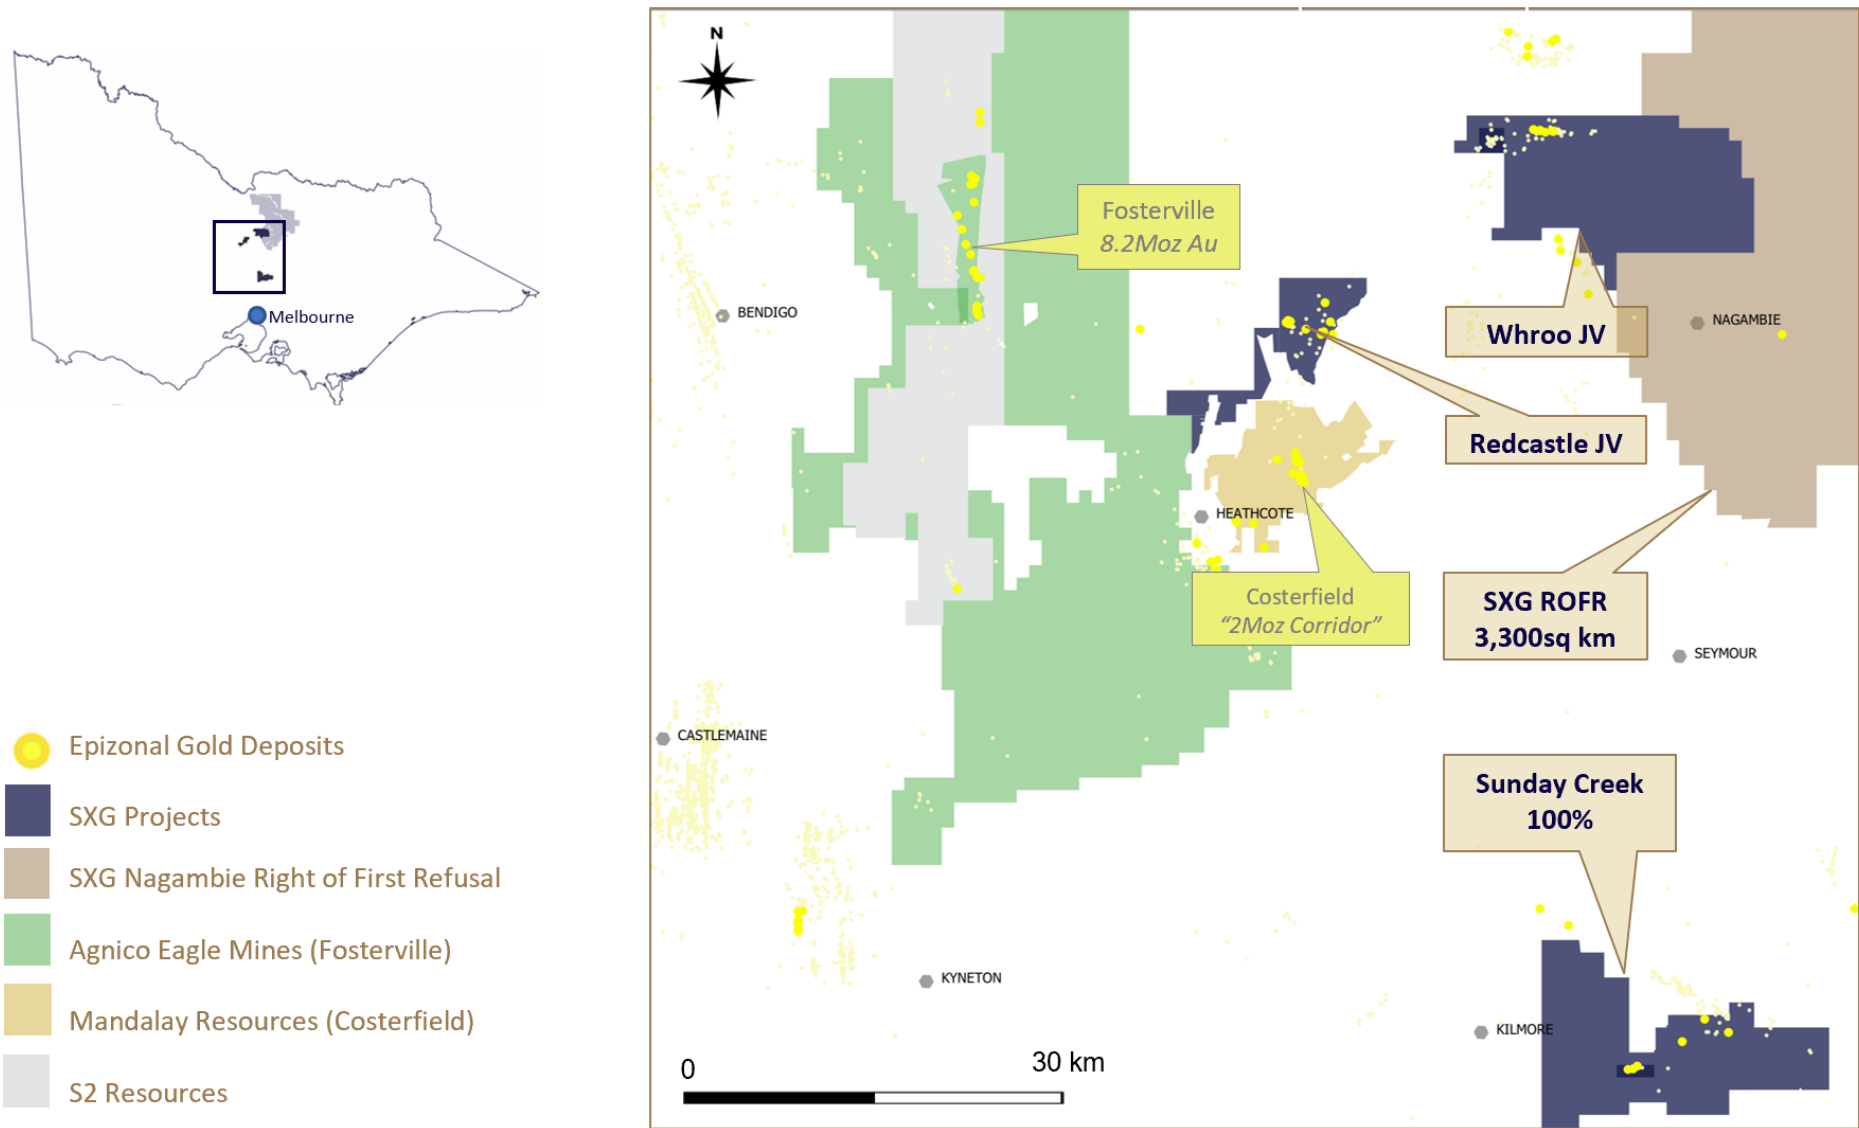 Melbourne
Epizonal Gold Deposits
SXG Projects
SXG Nagambie Right of First Refusal
Agnico Eagle Mines (Fosterville)
Mandalay Resources (Costerfield)
S2 Resources
N
Fosterville
8.2Moz Au
BENDIGO
Whroo JV
NAGAMBIE
Redcastle JV
HEATHCOTE
Costerfield
“2Moz Corridor”
SXG ROFR
3,300sq km
SEYMOUR
CASTLEMAINE
Sunday Creek
100%
KYNETON
KILMORE
0
30 km